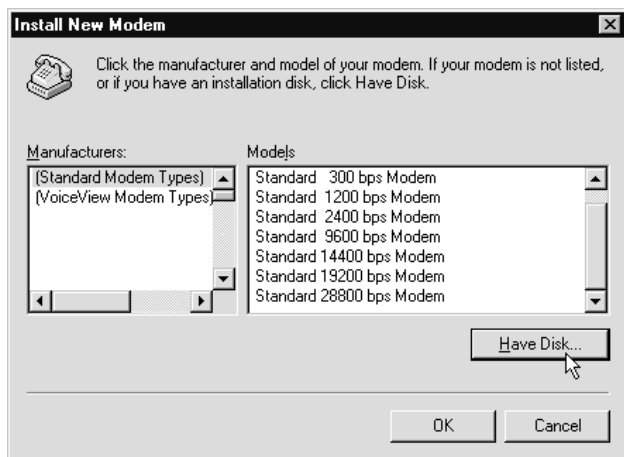 Install New Modem
Click the manufacturer and model of your modem. If your modem is not listed,
or if you have an installation disk, click Have Disk.
Manufacturers:
(Standard Modem Types)
(VoiceView Modem Types)
Models
Standard 300 bps Modem
Standard 1200 bps Modem
Standard 2400 bps Modem
Standard 9600 bps Modem
Standard 14400 bps Modem
Standard 19200 bps Modem
Standard 28800 bps Modem
Have Disk...
OK
Cancel